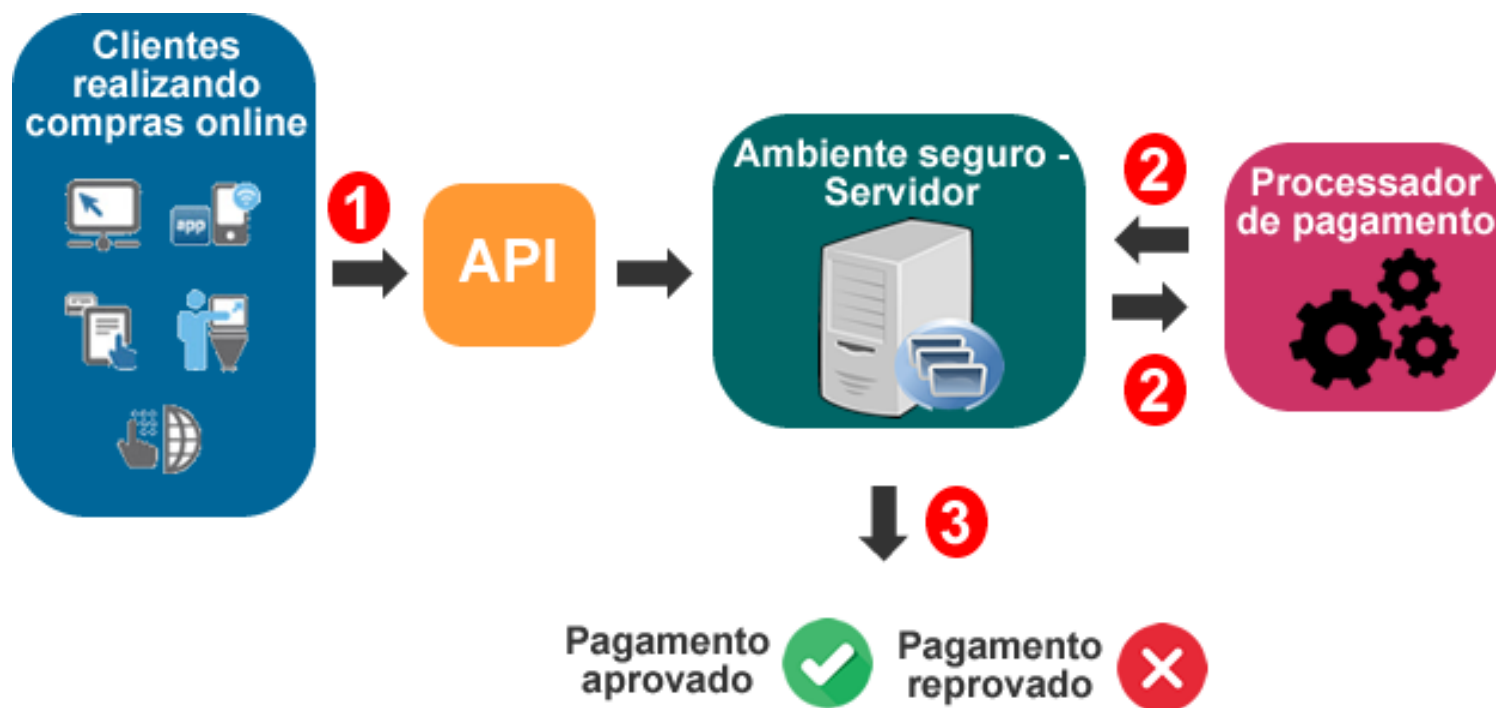 Clientes
realizando
compras online
app
1
API
Ambiente seguro -
Servidor
2
2
Processador
de pagamento
3
Pagamento
aprovado
Pagamento
reprovado